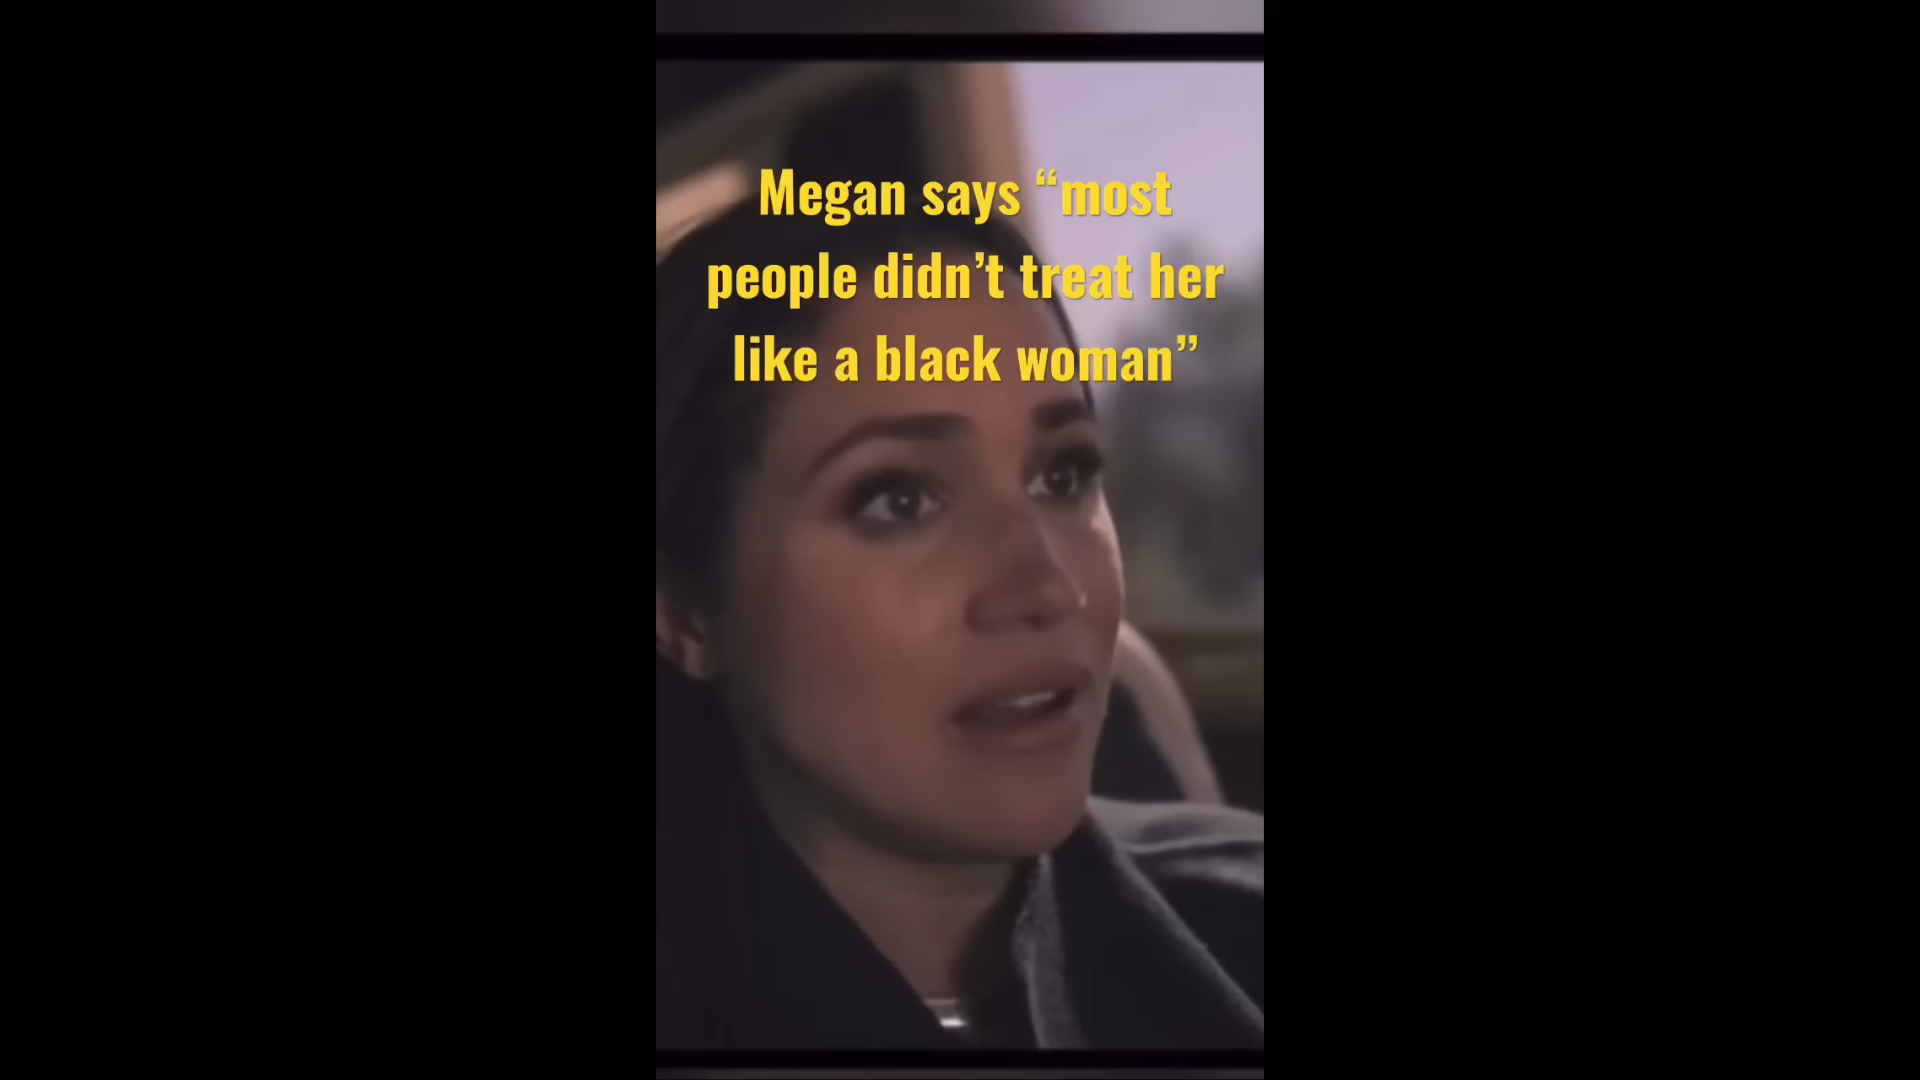 Megan says “most
people didn’t treat her
like a black woman”